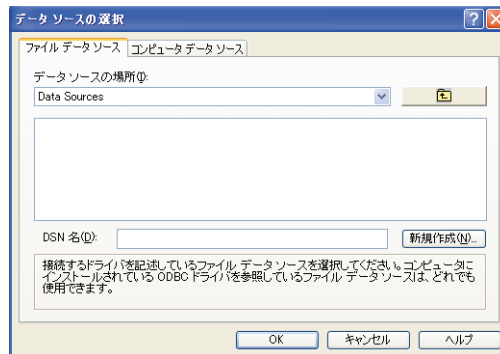 データ ソースの選択
ファイル データ ソース コンピュータ データ ソース
データ ソースの場所(I):
Data Sources
DSN 名(D): 新規作成(N)...
接続するドライバを記述しているファイル データ ソースを選択してください。コンピュータに
インストールされている ODBC ドライバを参照しているファイル データ ソースは、どれでも
使用できます。
OK キャンセル ヘルプ